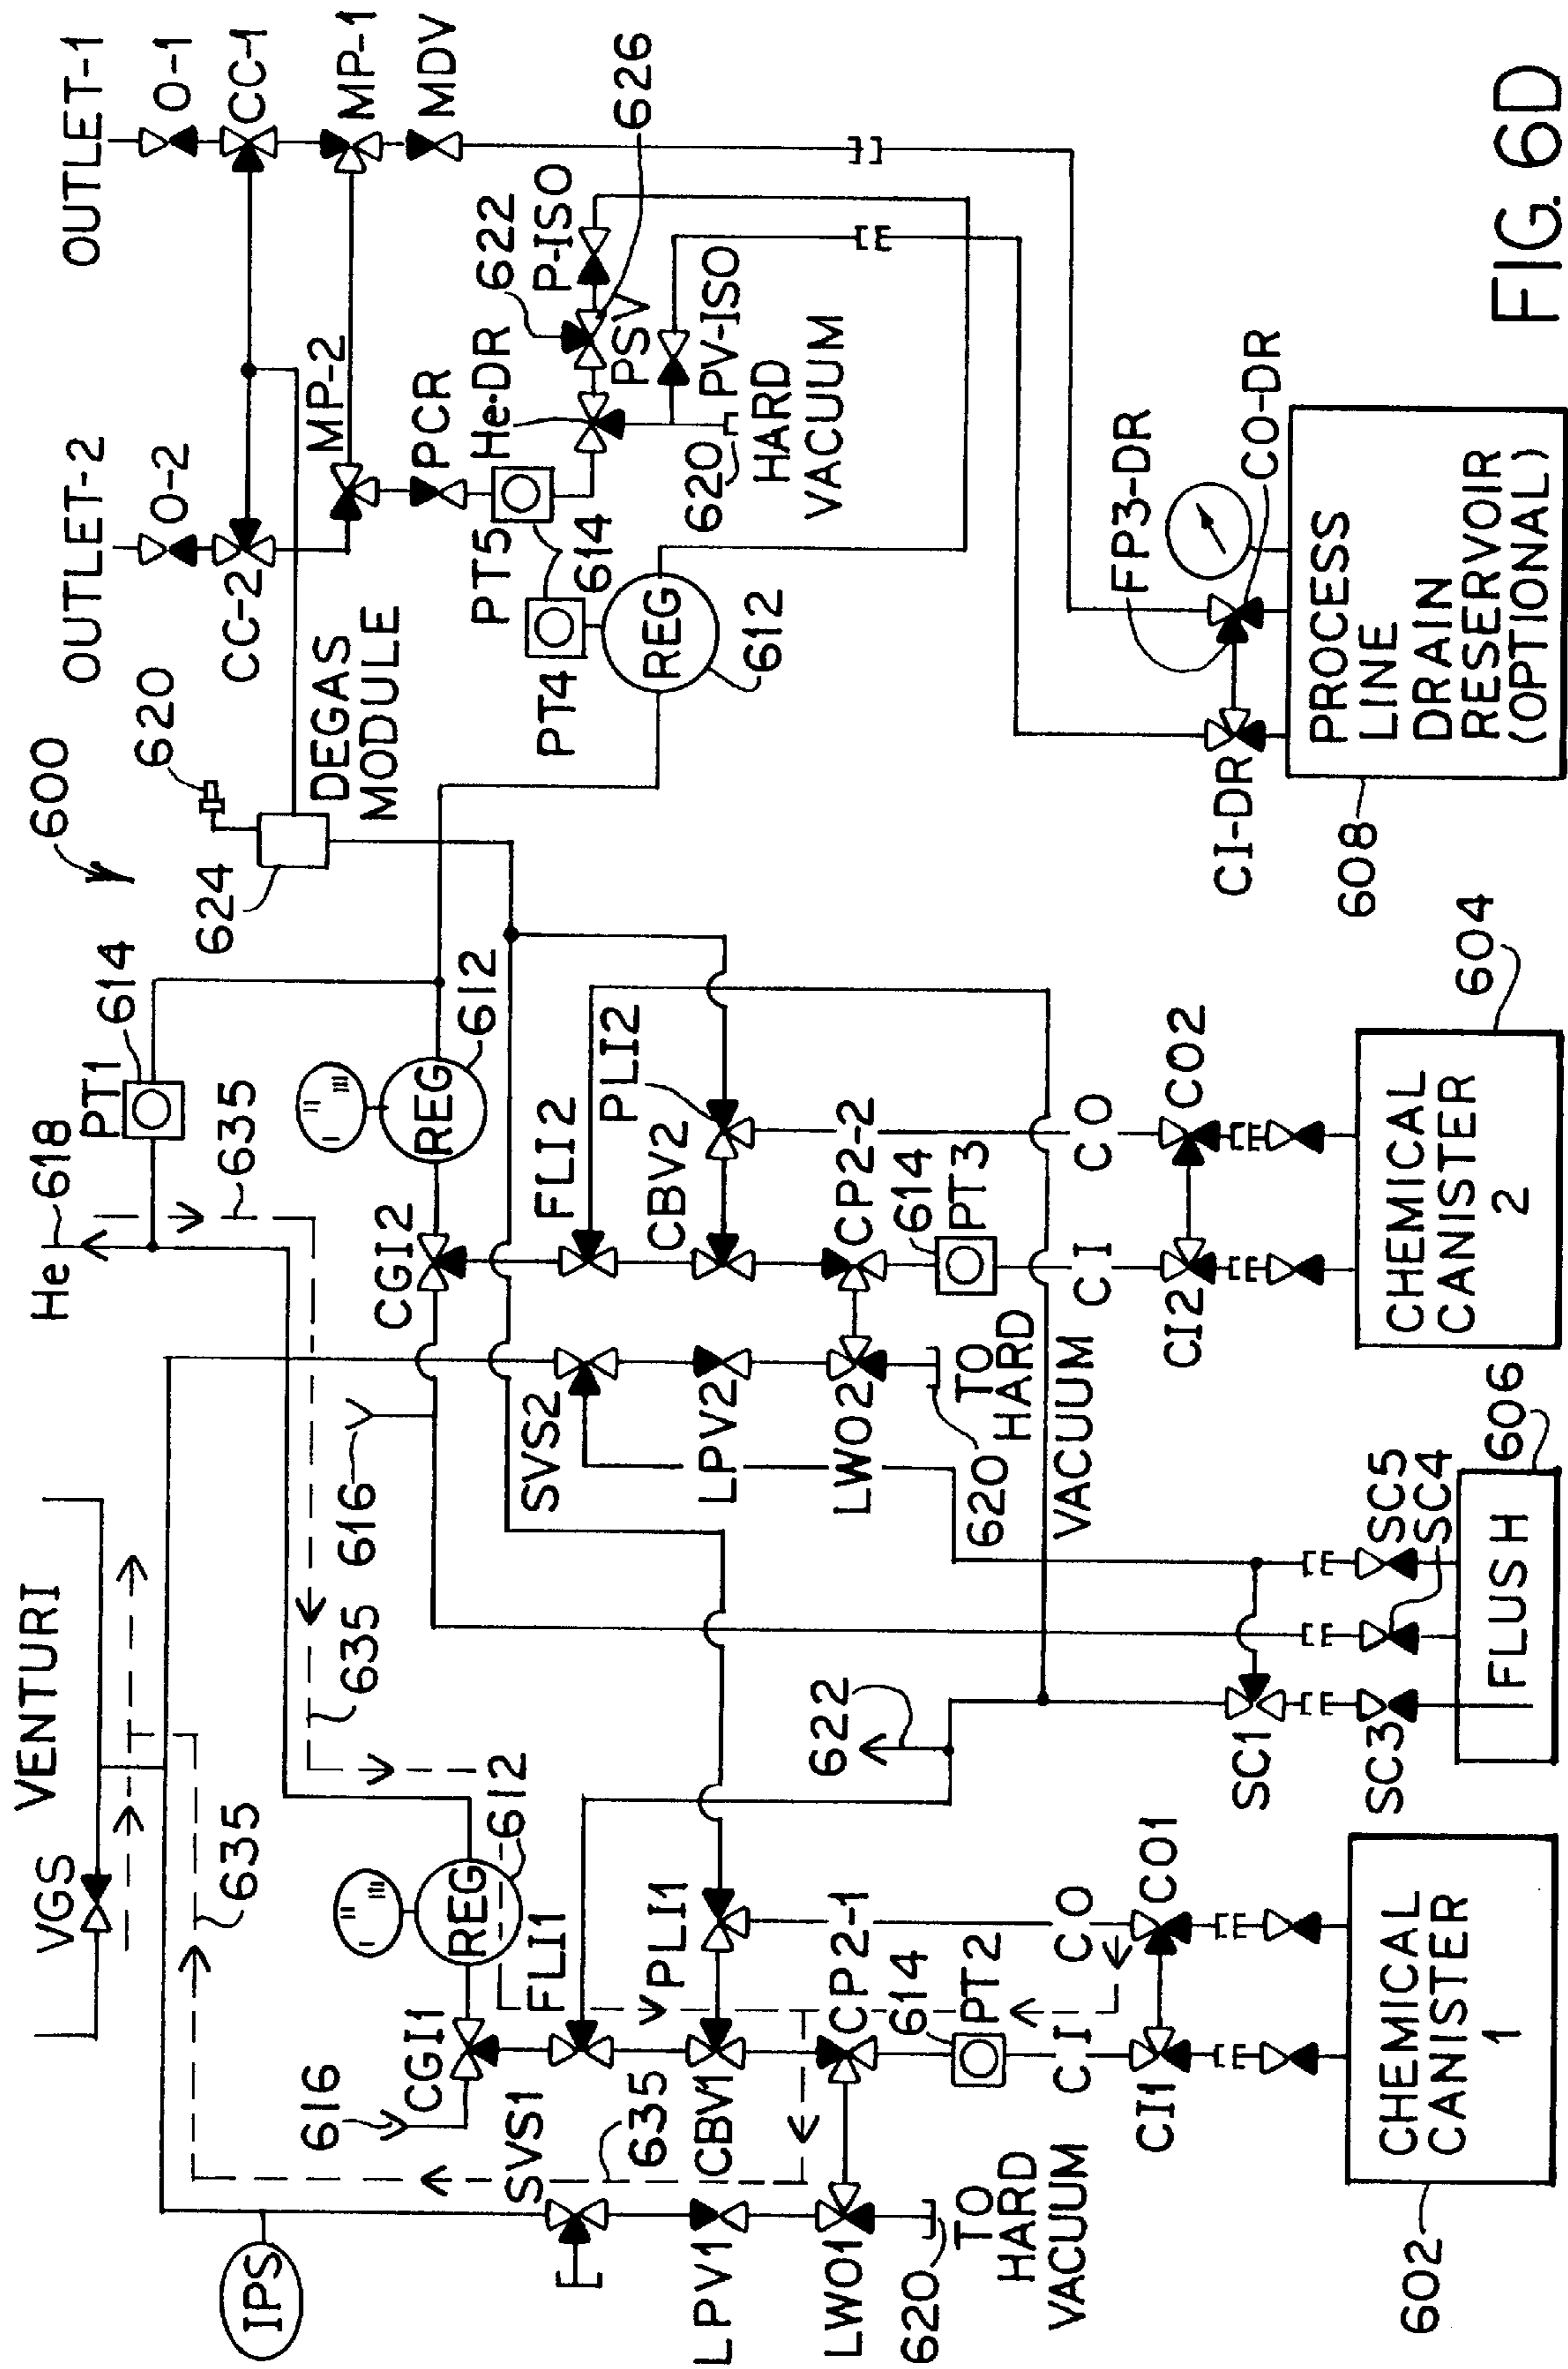 OUTLET-1
O-1
CC-1
MP-1
MDV
626
OUTLET-2
O-2
CC-2
MP-2
PCR
He-DR
622
P-ISO
PSV
PV-ISO
620
HARD
VACUUM
PT5
614
PT4
REG
612
600
620
DEGAS
MODULE
624
FP3-DR
CO-DR
CI-DR
PROCESS
LINE
DRAIN
RESERVOIR
(OPTIONAL)
608
FIG. 6D
He
618
PT1
614
635
I
II
III
REG
612
CGI2
FLI2
PLI2
CBV2
CP2-2
614
PT3
CO
CI
CO2
CI2
CHEMICAL
CANISTER
2
604
SVS2
LPV2
LWO2
620
TO
HARD
VACUUM
616
635
VENTURI
VGS
635
622
SC1
SC3
SC5
SC4
606
FLUSH
I
II
III
REG
612
616
CGI1
FLI1
PLI1
SVS1
635
CBV1
CP2-1
614
PT2
CO
CI
CO1
CI1
IPS
LPV1
LWO1
620
TO
HARD
VACUUM
CHEMICAL
CANISTER
1
602